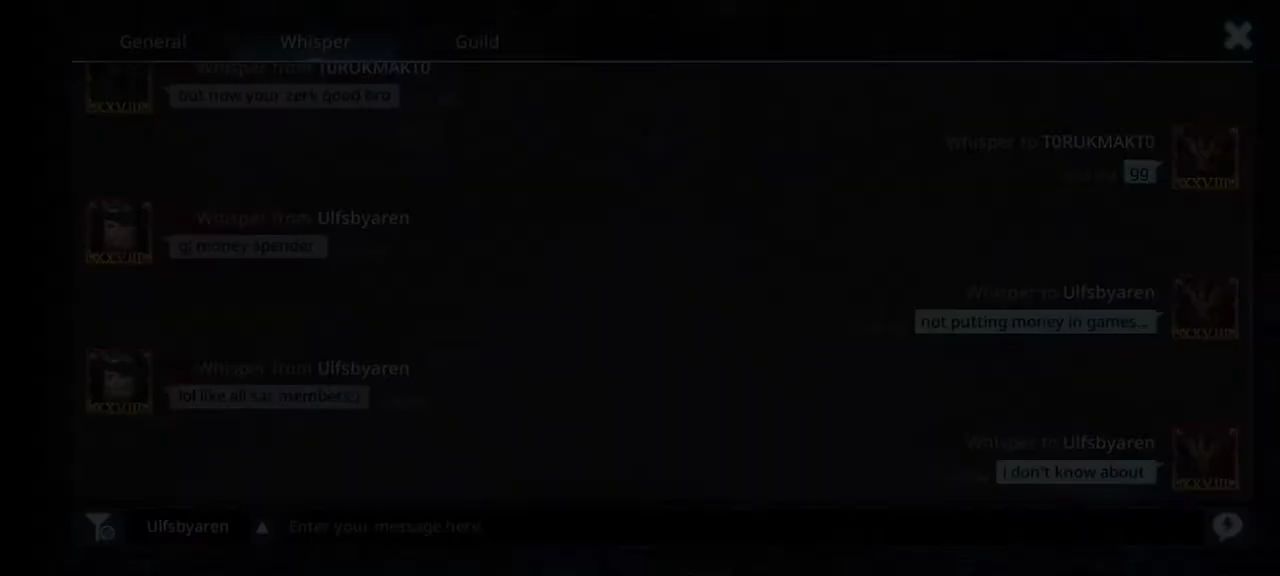 General Whisper Guild
Whisper from T0RUKMAKT0
but now your zerk good bro
Whisper to T0RUKMAKT0
99
Whisper from Ulfsbyaren
gj money spender
Whisper to Ulfsbyaren
not putting money in games...
Whisper from Ulfsbyaren
lol like all sar members:)
Whisper to Ulfsbyaren
i don't know about
Ulfsbyaren Enter your message here